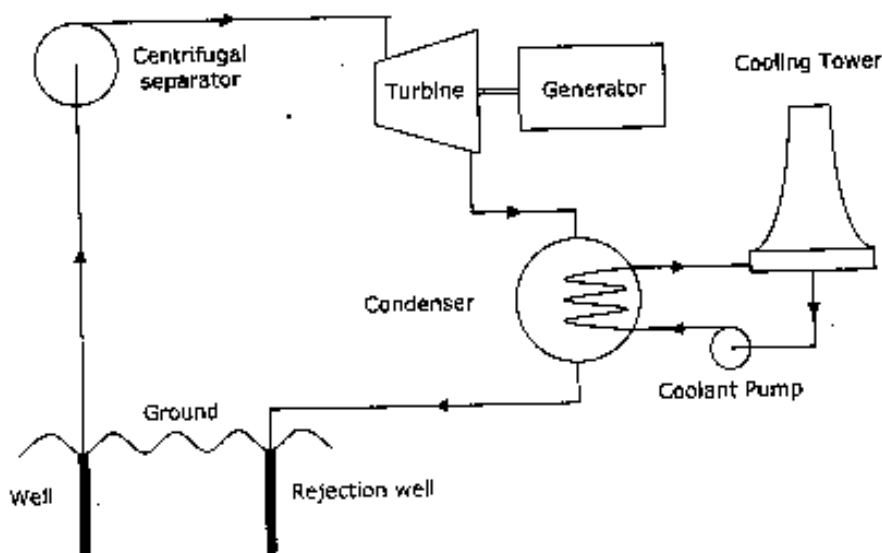 Centrifugal
separator
Turbine
Generator
Cooling Tower
Condenser
Coolant Pump
Ground
Well
Rejection well